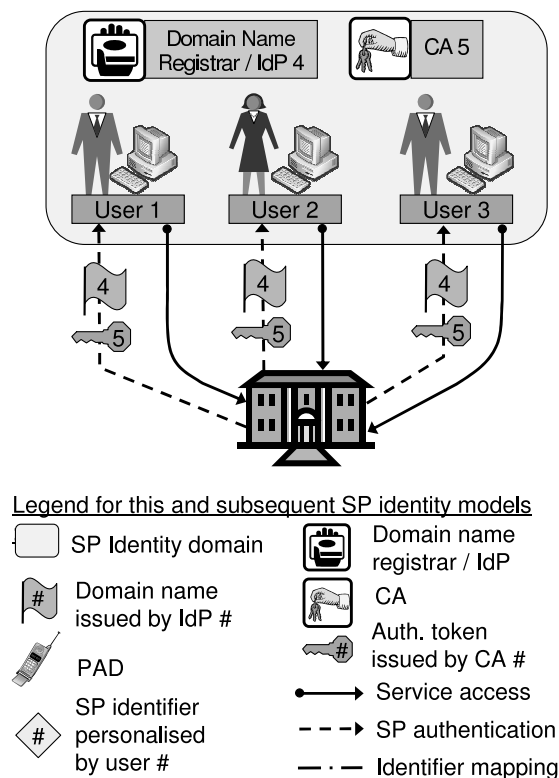 Domain Name
Registrar / IdP 4
CA 5
User 1
User 2
User 3
4
4
4
5
5
5
Legend for this and subsequent SP identity models
SP Identity domain
# Domain name
issued by IdP #
PAD
# SP identifier
personalised
by user #
Domain name
registrar / IdP
CA
# Auth. token
issued by CA #
Service access
SP authentication
Identifier mapping